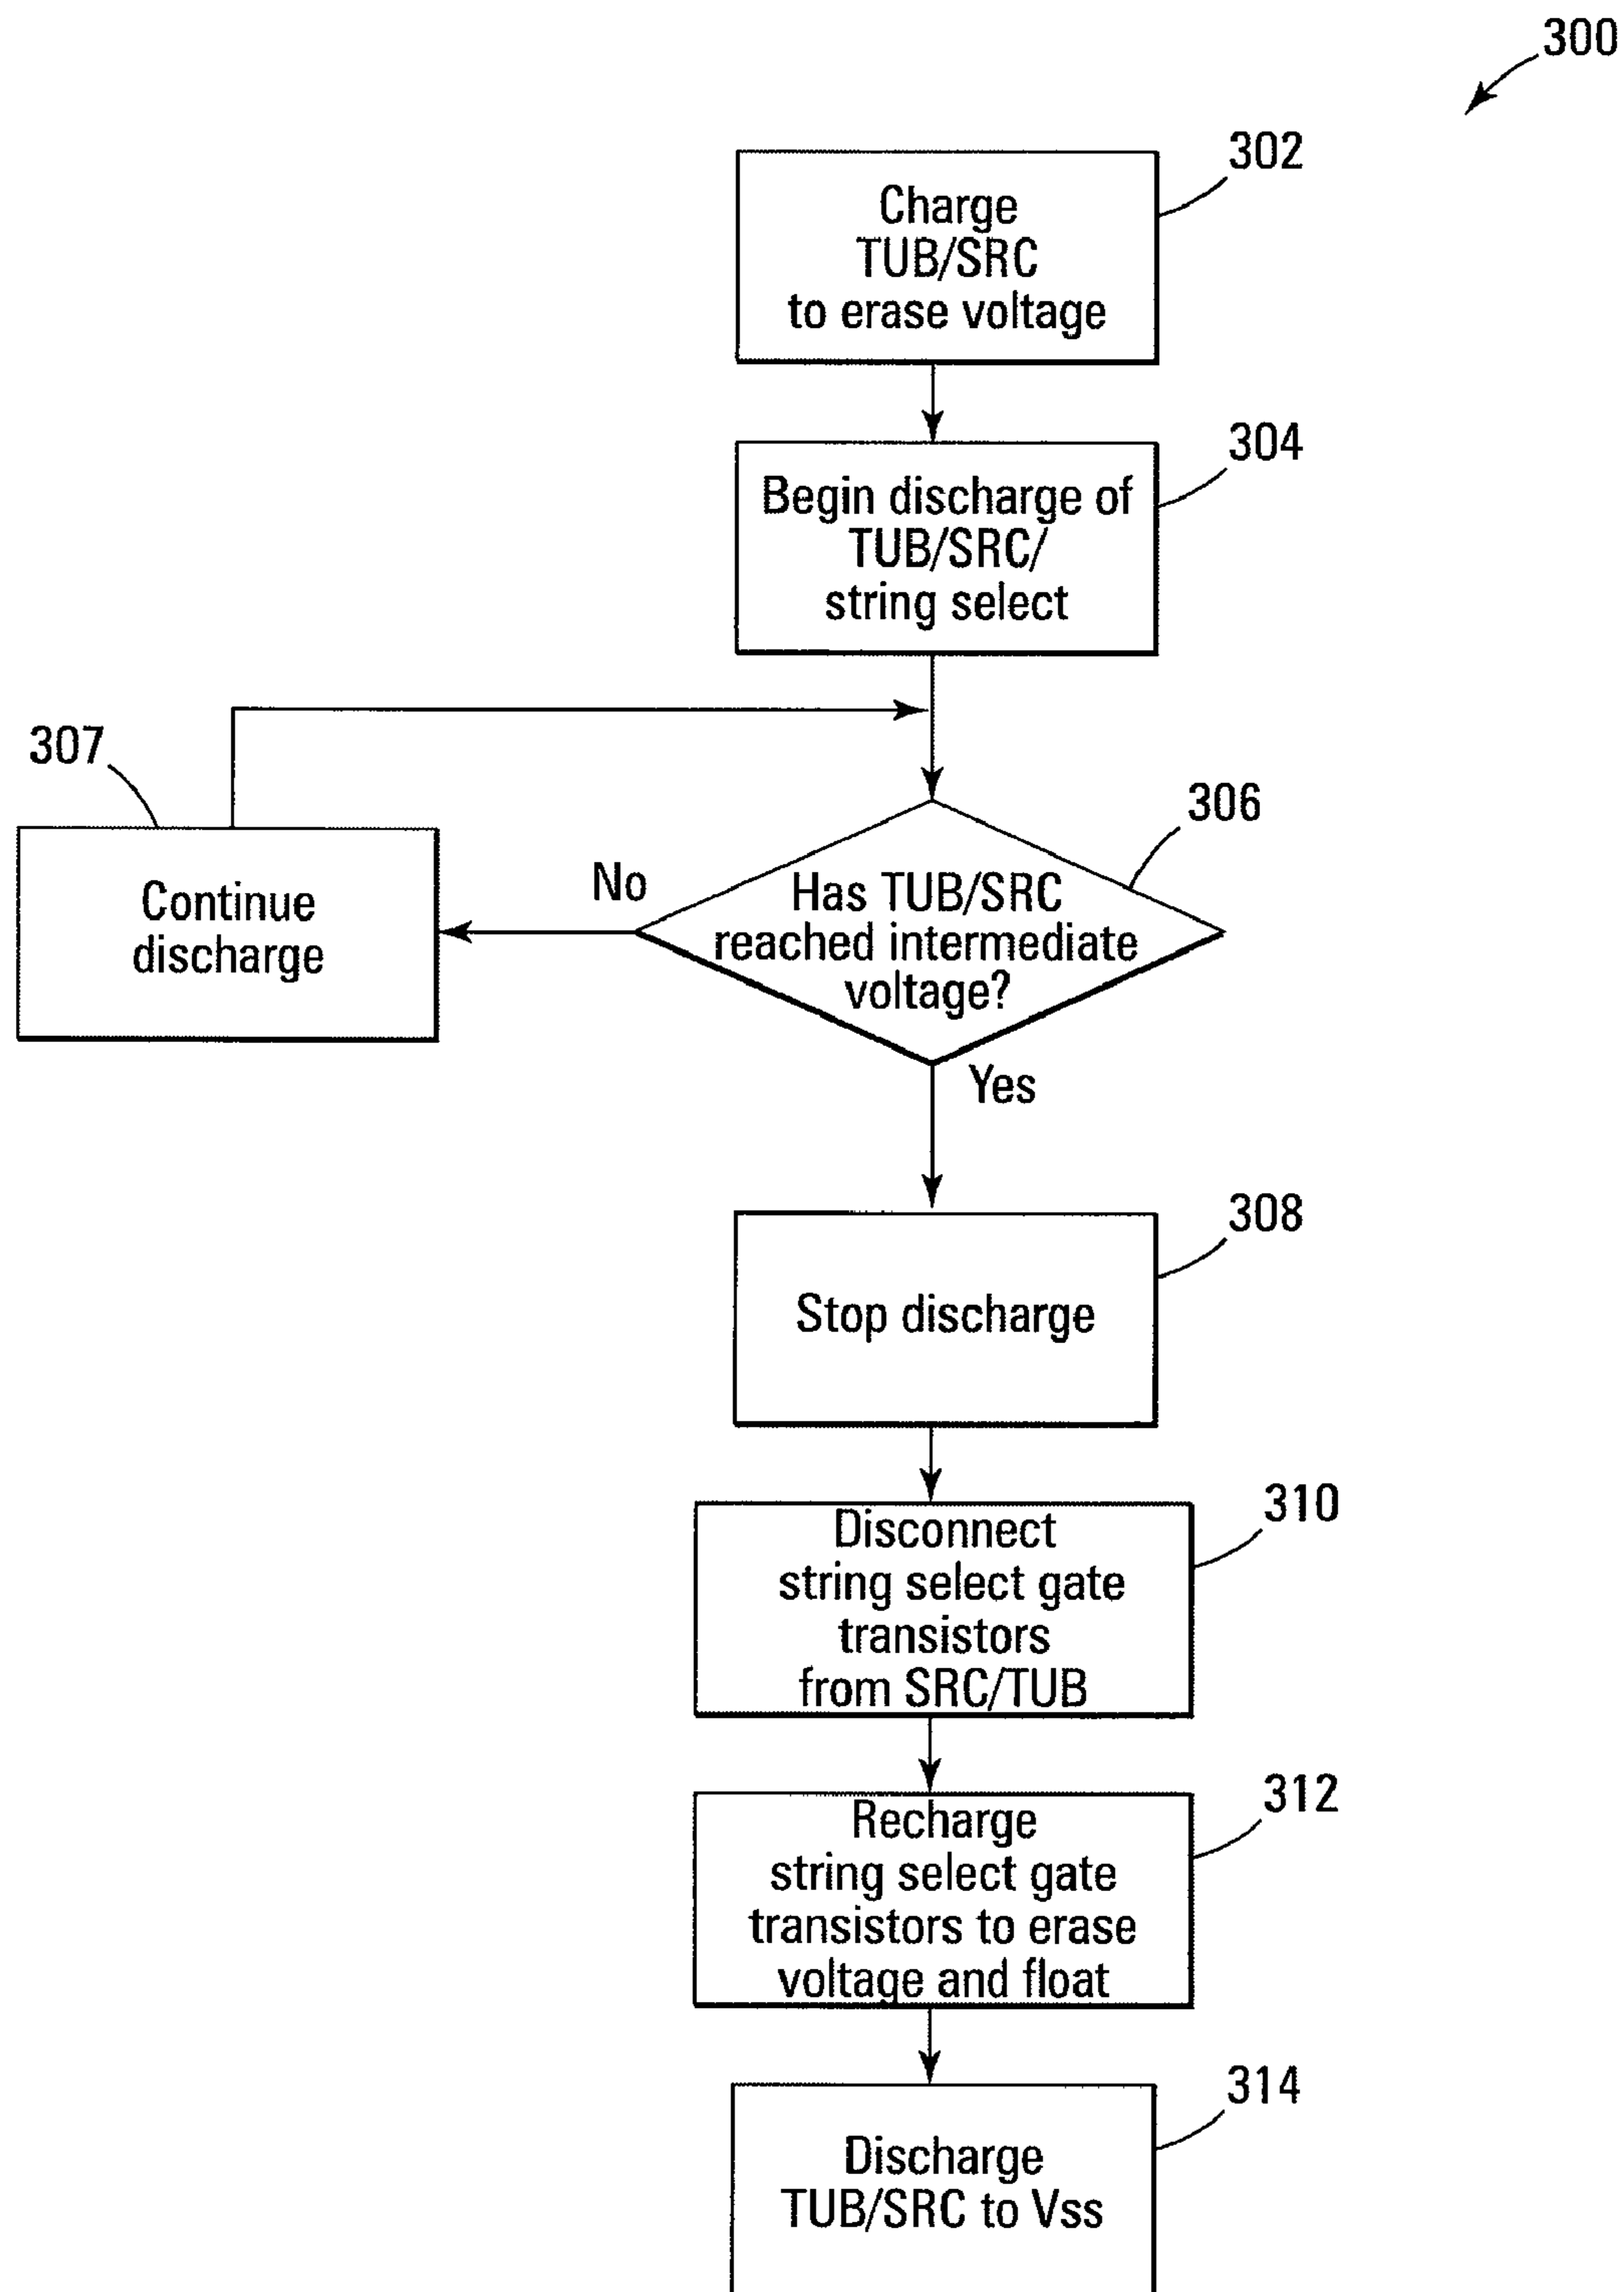 300
302
Charge
TUB/SRC
to erase voltage
304
Begin discharge of
TUB/SRC/
string select
307
Continue
discharge
No
306
Has TUB/SRC
reached intermediate
voltage?
Yes
308
Stop discharge
310
Disconnect
string select gate
transistors
from SRC/TUB
312
Recharge
string select gate
transistors to erase
voltage and float
314
Discharge
TUB/SRC to Vss